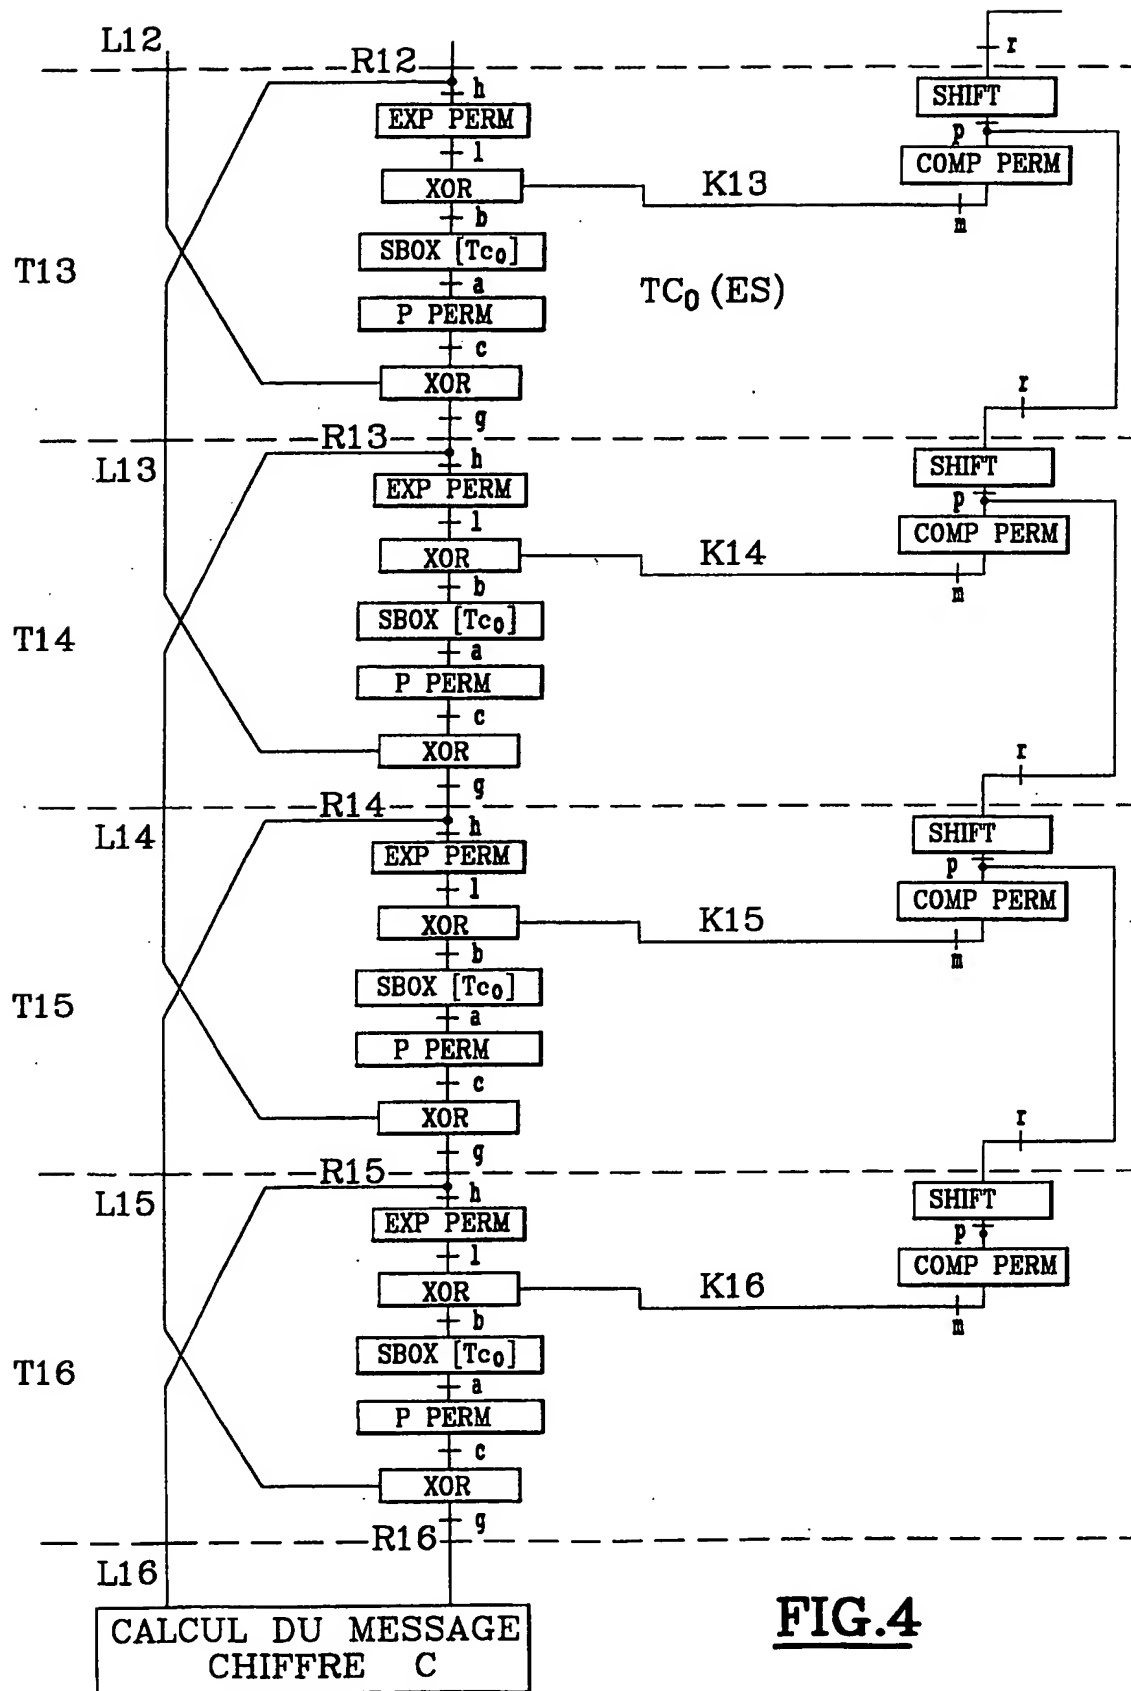 L12
r
R12
h
SHIFT
EXP PERM
p
l
COMP PERM
XOR
K13
m
b
SBOX [Tc0]
T13
a
TC0 (ES)
P PERM
c
XOR
r
g
R13
L13
h
SHIFT
EXP PERM
p
l
COMP PERM
XOR
K14
m
b
SBOX [Tc0]
T14
a
P PERM
c
XOR
r
g
R14
L14
h
SHIFT
EXP PERM
p
l
COMP PERM
XOR
K15
m
b
SBOX [Tc0]
T15
a
P PERM
c
XOR
r
g
R15
L15
h
SHIFT
EXP PERM
p
l
COMP PERM
XOR
K16
m
b
SBOX [Tc0]
T16
a
P PERM
c
XOR
g
R16
L16
CALCUL DU MESSAGE
CHIFFRE C
FIG.4